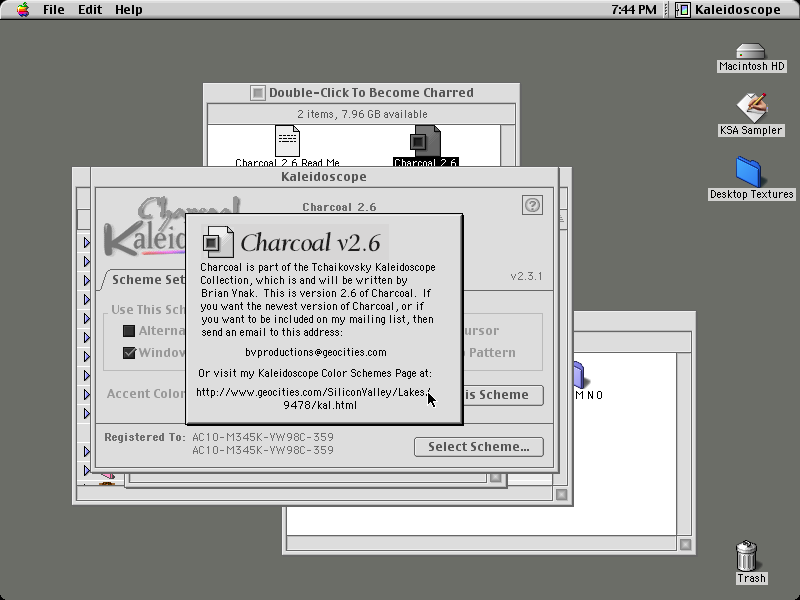 File Edit Help
7:44 PM
Kaleidoscope
Macintosh HD
KSA Sampler
Desktop Textures
Double-Click To Become Charred
2 items, 7.96 GB available
Charcoal 2.6 Read Me
Charcoal 2.6
Kaleidoscope
Charcoal
Charcoal 2.6
v2.3.1
Scheme Set
Use This Sch
Alterna
Window
ursor
Pattern
Accent Color
is Scheme
Charcoal v2.6
Charcoal is part of the Tchaikovsky Kaleidoscope
Collection, which is and will be written by
Brian Vnak. This is version 2.6 of Charcoal. If
you want the newest version of Charcoal, or if
you want to be included on my mailing list, then
send an email to this address:
bvproductions@geocities.com
Or visit my Kaleidoscope Color Schemes Page at:
http://www.geocities.com/SiliconValley/Lakes/
9478/kal.html
Registered To: AC10-M345K-VW98C-359
AC10-M345K-VW98C-359
Select Scheme...
M N O
Trash